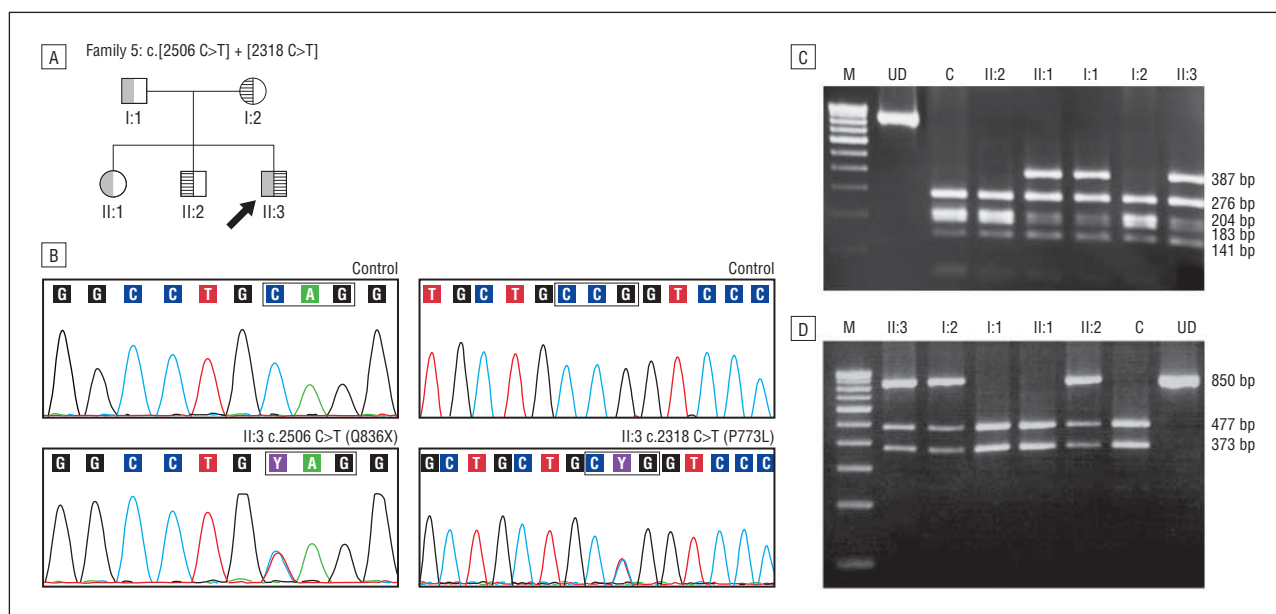 A
Family 5: c.[2506 C>T] + [2318 C>T]
I:1
I:2
II:1
II:2
II:3
B
Control
G G C C T G C A G G
Control
T G C T G C C G G T C C C
II:3 c.2506 C>T (Q836X)
G G C C T G Y A G G
II:3 c.2318 C>T (P773L)
G C T G C T G C Y G G T C C C
C
M UD C II:2 II:1 I:1 I:2 II:3
387 bp
276 bp
204 bp
183 bp
141 bp
D
M II:3 I:2 I:1 II:1 II:2 C UD
850 bp
477 bp
373 bp